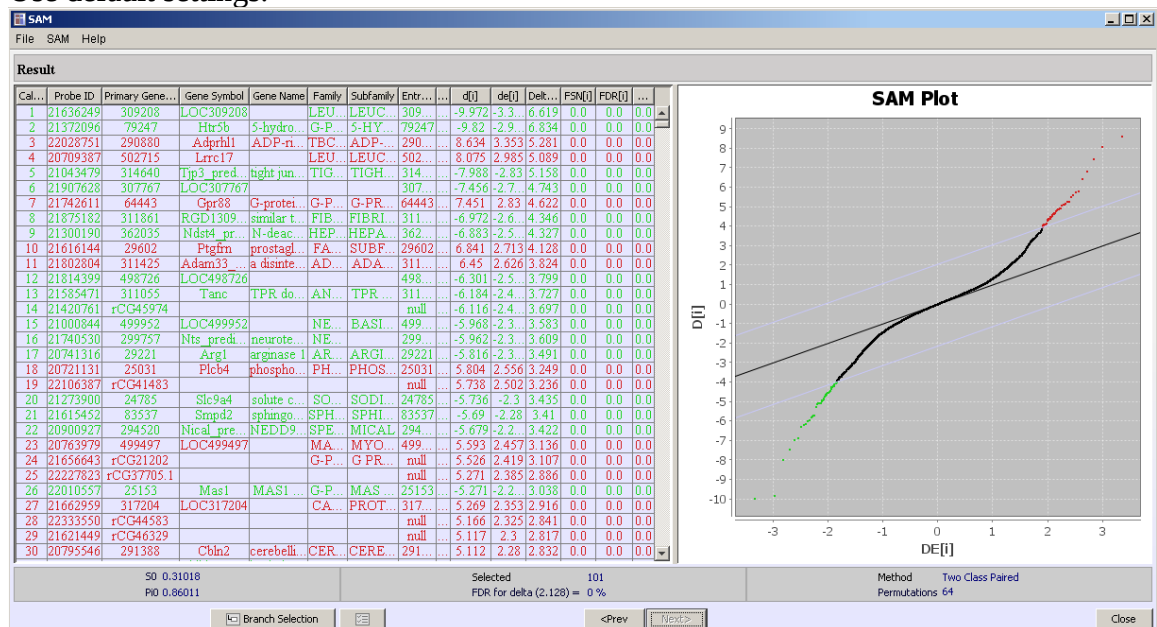 SAM
File SAM Help
Result
Cal... Probe ID Primary Gene... Gene Symbol Gene Name Family Subfamily Entr... ... d[i] de[i] Delt... FSN[i] FDR[i] ...
1 21636249 309208 LOC309208 LEU... LEUC... 309... ... -9.972 -3.3... 6.619 0.0 0.0 0.0
2 21372096 79247 Htr5b 5-hydro... G-P... 5-HY... 79247 ... -9.82 -2.9... 6.834 0.0 0.0 0.0
3 22028751 290880 Adprhl1 ADP-ri... TBC... ADP-... 290... ... 8.634 3.353 5.281 0.0 0.0 0.0
4 20709387 502715 Lrrc17 LEU... LEUC... 502... ... 8.075 2.985 5.089 0.0 0.0 0.0
5 21043479 314640 Tjp3_pred... tight jun... TIG... TIGH... 314... ... -7.988 -2.83 5.158 0.0 0.0 0.0
6 21907628 307767 LOC307767 307... ... -7.456 -2.7... 4.743 0.0 0.0 0.0
7 21742611 64443 Gpr88 G-protei... G-P... G-PR... 64443 ... 7.451 2.83 4.622 0.0 0.0 0.0
8 21875182 311861 RGD1309... similar t... FIB... FIBRI... 311... ... -6.972 -2.6... 4.346 0.0 0.0 0.0
9 21300190 362035 Ndst4_pr... N-deac... HEP... HEPA... 362... ... -6.883 -2.5... 4.327 0.0 0.0 0.0
10 21616144 29602 Ptgfrn prostagl... FA... SUBF... 29602 ... 6.841 2.713 4.128 0.0 0.0 0.0
11 21802804 311425 Adam33_... a disinte... AD... ADA... 311... ... 6.45 2.626 3.824 0.0 0.0 0.0
12 21814399 498726 LOC498726 498... ... -6.301 -2.5... 3.799 0.0 0.0 0.0
13 21585471 311055 Tanc TPR do... AN... TPR ... 311... ... -6.184 -2.4... 3.727 0.0 0.0 0.0
14 21420761 rCG45974 null ... -6.116 -2.4... 3.697 0.0 0.0 0.0
15 21000844 499952 LOC499952 NE... BASI... 499... ... -5.968 -2.3... 3.583 0.0 0.0 0.0
16 21740530 299757 Nts_predi... neurote... NE... 299... ... -5.962 -2.3... 3.609 0.0 0.0 0.0
17 20741316 29221 Arg1 arginase 1 AR... ARGI... 29221 ... -5.816 -2.3... 3.491 0.0 0.0 0.0
18 20721131 25031 Plcb4 phospho... PH... PHOS... 25031 ... 5.804 2.556 3.249 0.0 0.0 0.0
19 22106387 rCG41483 null ... 5.738 2.502 3.236 0.0 0.0 0.0
20 21273900 24785 Slc9a4 solute c... SO... SODI... 24785 ... -5.736 -2.3 3.435 0.0 0.0 0.0
21 21615452 83537 Smpd2 sphingo... SPH... SPHI... 83537 ... -5.69 -2.28 3.41 0.0 0.0 0.0
22 20900927 294520 Nical_pre... NEDD9... SPE... MICAL 294... ... -5.679 -2.2... 3.422 0.0 0.0 0.0
23 20763979 499497 LOC499497 MA... MYO... 499... ... 5.593 2.457 3.136 0.0 0.0 0.0
24 21656643 rCG21202 G-P... G PR... null ... 5.526 2.419 3.107 0.0 0.0 0.0
25 22227823 rCG37705.1 null ... 5.271 2.385 2.886 0.0 0.0 0.0
26 22010557 25153 Mas1 MAS1 ... G-P... MAS ... 25153 ... -5.271 -2.2... 3.038 0.0 0.0 0.0
27 21662959 317204 LOC317204 CA... PROT... 317... ... 5.269 2.353 2.916 0.0 0.0 0.0
28 22333550 rCG44583 null ... 5.166 2.325 2.841 0.0 0.0 0.0
29 21621449 rCG46329 null ... 5.117 2.3 2.817 0.0 0.0 0.0
30 20795546 291388 Cbln2 cerebelli... CER... CERE... 291... ... 5.112 2.28 2.832 0.0 0.0 0.0
SAM Plot
9
8
7
6
5
4
3
2
1
0
-1
-2
-3
-4
-5
-6
-7
-8
-9
-10
D[i]
-3 -2 -1 0 1 2 3
DE[i]
S0 0.31018 Selected 101 Method Two Class Paired
PI0 0.86011 FDR for delta (2.128) = 0 % Permutations 64
Branch Selection <Prev Next> Close